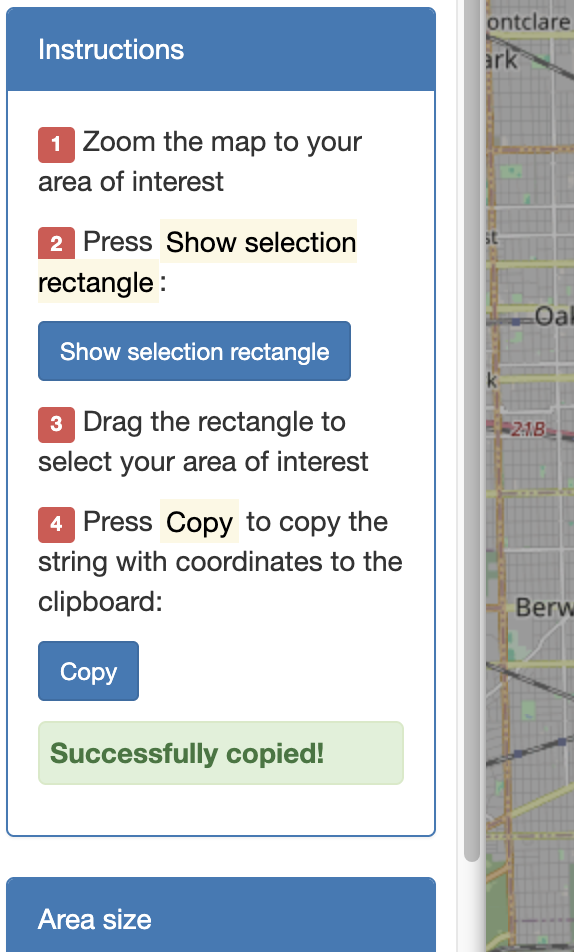 Instructions
1 Zoom the map to your
area of interest
2 Press Show selection
rectangle :
Show selection rectangle
3 Drag the rectangle to
select your area of interest
4 Press Copy to copy the
string with coordinates to the
clipboard:
Copy
Successfully copied!
Area size
ontclare
ark
st
Oak
k
21B
Berw